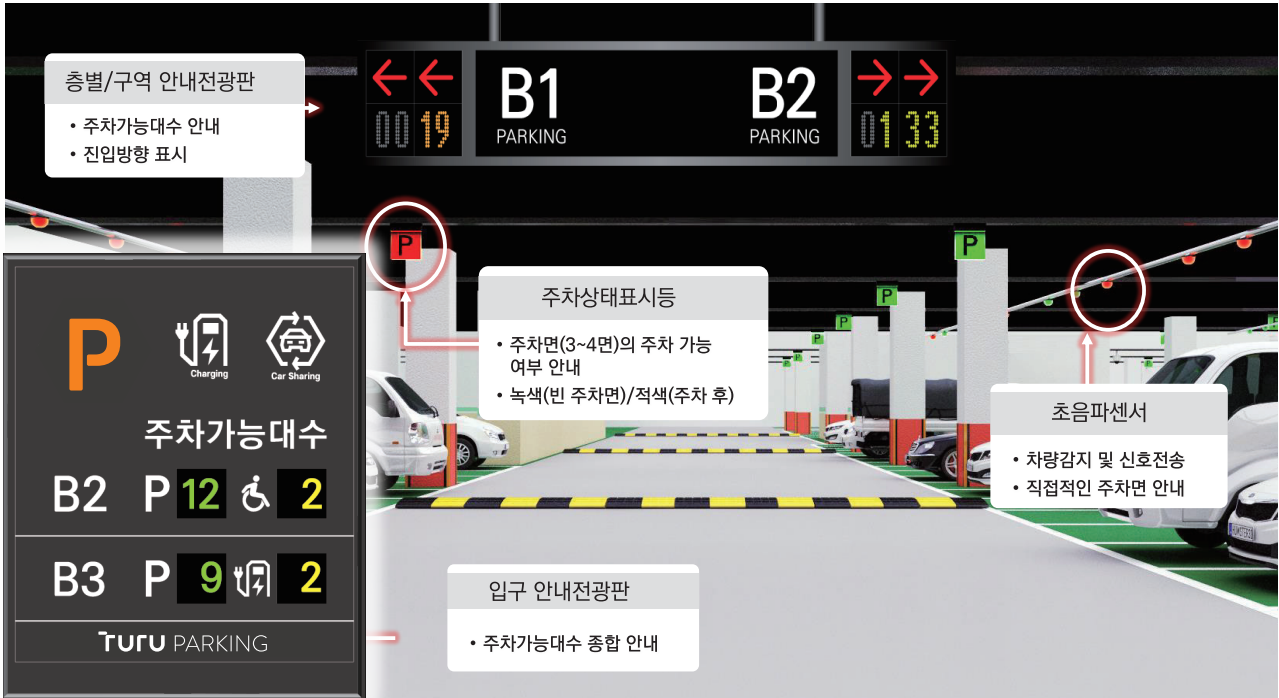 층별/구역 안내전광판
• 주차가능대수 안내
• 진입방향 표시
← ←
00 19
B1
PARKING
B2
PARKING
→ →
01 33
P
P
P
P
P
주차상태표시등
• 주차면(3~4면)의 주차 가능
여부 안내
• 녹색(빈 주차면)/적색(주차 후)
초음파센서
• 차량감지 및 신호전송
• 직접적인 주차면 안내
P
Charging
Car Sharing
주차가능대수
B2 P 12 2
B3 P 9 2
TURU PARKING
입구 안내전광판
• 주차가능대수 종합 안내